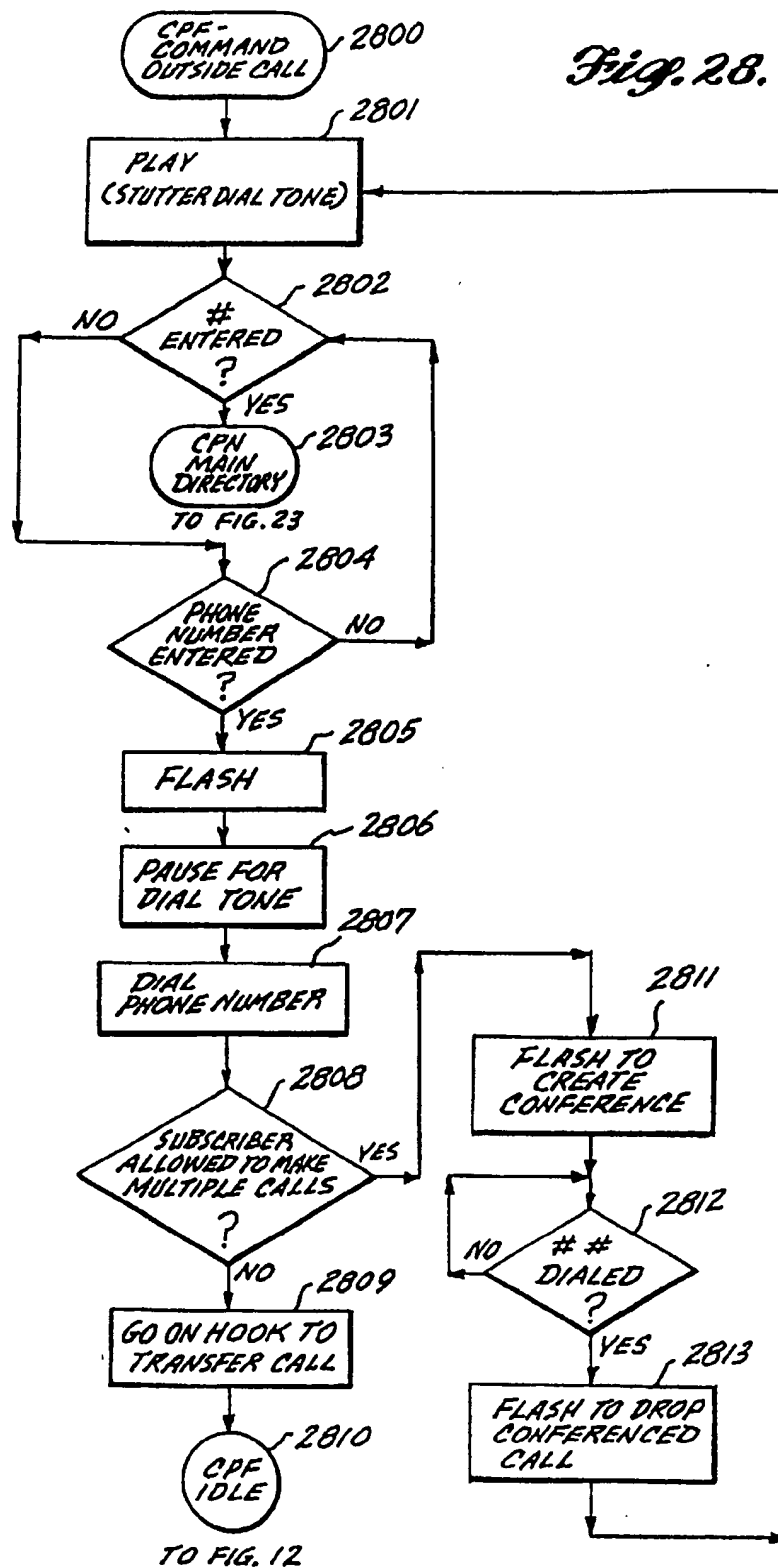 CPF-
COMMAND
OUTSIDE CALL
2800
Fig. 28.
2801
PLAY
(STUTTER DIAL TONE)
2802
#
ENTERED
?
NO
YES
2803
CPN
MAIN
DIRECTORY
TO FIG. 23
2804
PHONE
NUMBER
ENTERED
?
NO
YES
2805
FLASH
2806
PAUSE FOR
DIAL TONE
2807
DIAL
PHONE NUMBER
2808
SUBSCRIBER
ALLOWED TO MAKE
MULTIPLE CALLS
?
YES
NO
2809
GO ON HOOK TO
TRANSFER CALL
2810
CPF
IDLE
TO FIG. 12
2811
FLASH TO
CREATE
CONFERENCE
2812
# #
DIALED
?
NO
YES
2813
FLASH TO DROP
CONFERENCED
CALL